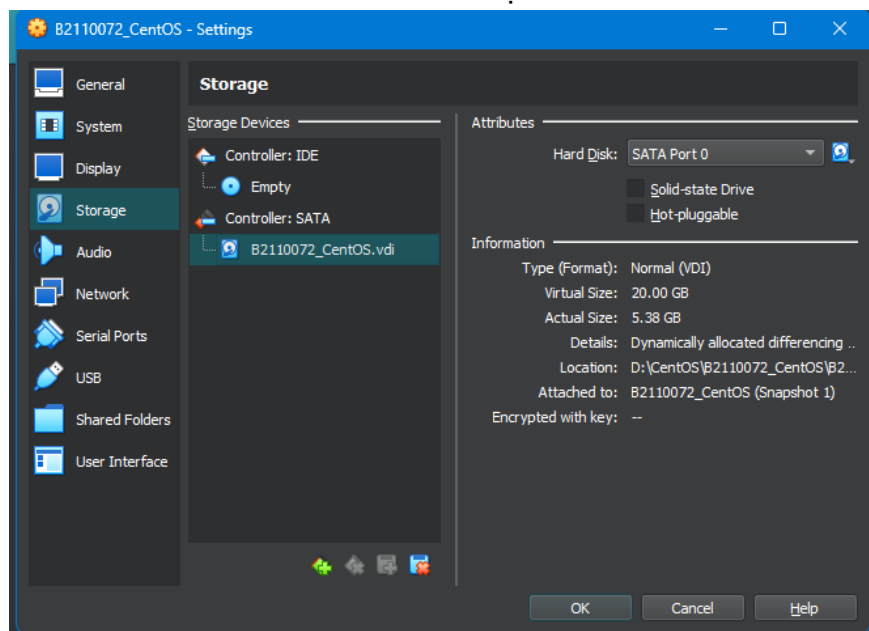 B2110072_CentOS - Settings
General
System
Display
Storage
Audio
Network
Serial Ports
USB
Shared Folders
User Interface
Storage
Storage Devices
Controller: IDE
Empty
Controller: SATA
B2110072_CentOS.vdi
Attributes
Hard Disk: SATA Port 0
Solid-state Drive
Hot-pluggable
Information
Type (Format): Normal (VDI)
Virtual Size: 20.00 GB
Actual Size: 5.38 GB
Details: Dynamically allocated differencing ..
Location: D:\CentOS\B2110072_CentOS\B2...
Attached to: B2110072_CentOS (Snapshot 1)
Encrypted with key: --
OK Cancel Help